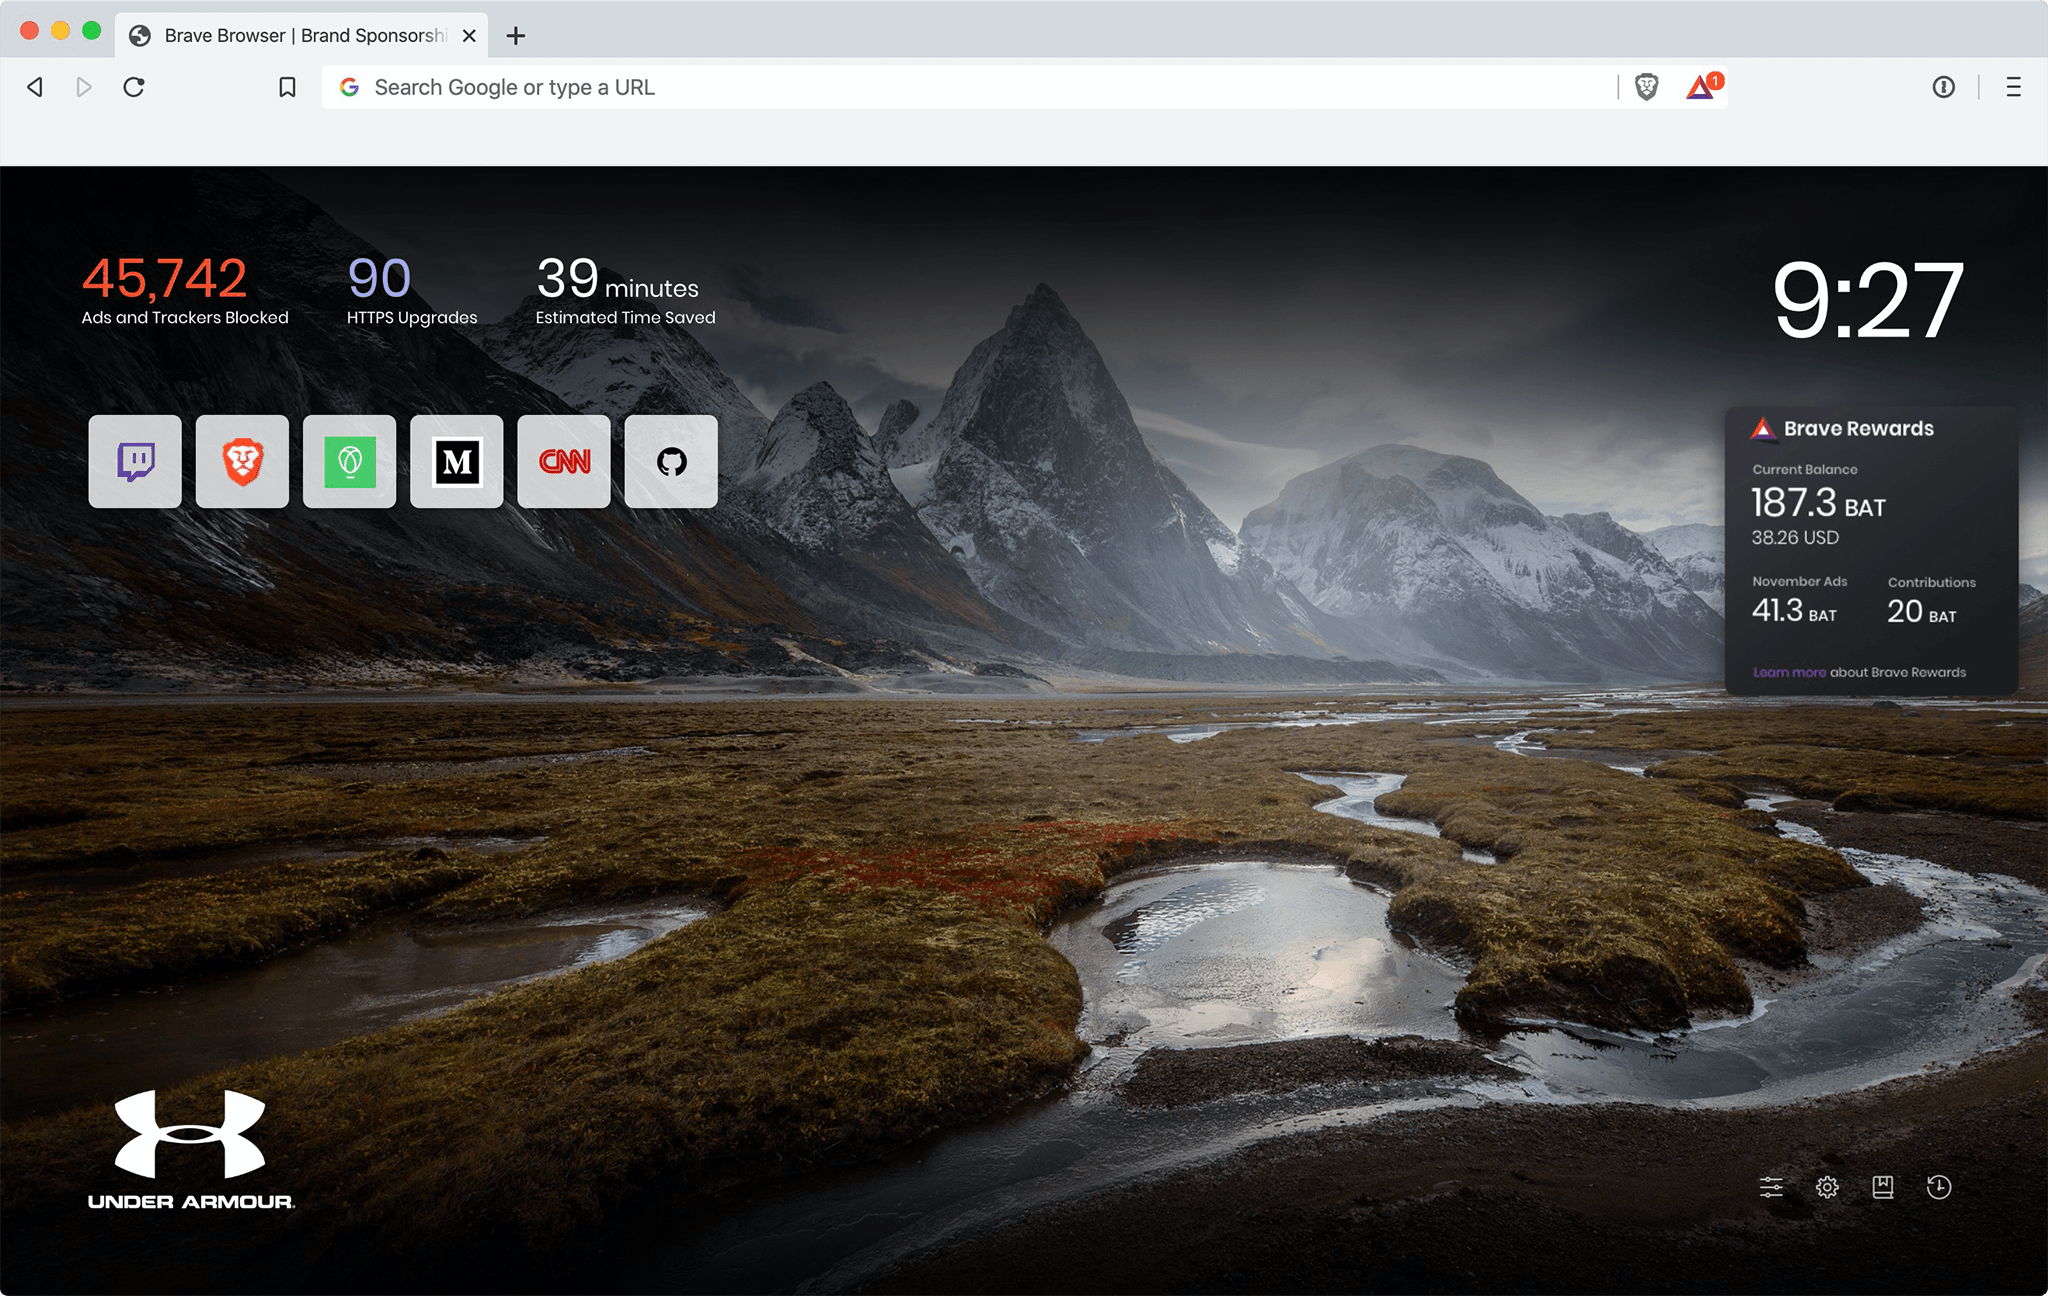 Brave Browser | Brand Sponsorshi
Search Google or type a URL
1
45,742
Ads and Trackers Blocked
90
HTTPS Upgrades
39 minutes
Estimated Time Saved
9:27
M
CNN
Brave Rewards
Current Balance
187.3 BAT
38.26 USD
November Ads
41.3 BAT
Contributions
20 BAT
Learn more about Brave Rewards
UNDER ARMOUR